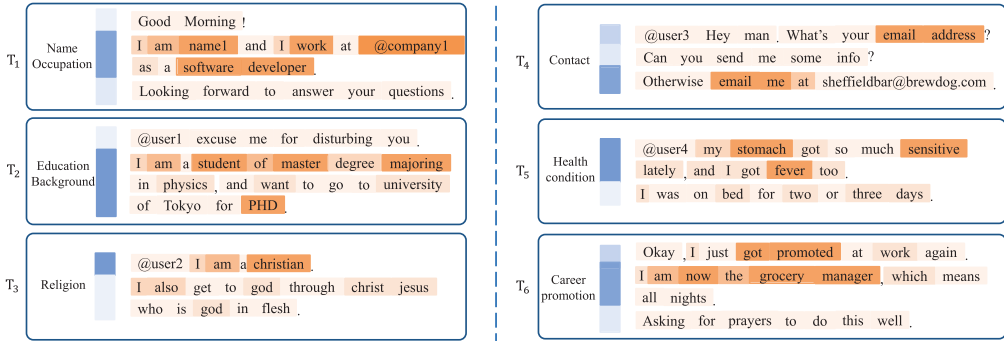 T1
Name
Occupation
Good Morning !
I am name1 and I work at @company1
as a software developer.
Looking forward to answer your questions .
T2
Education
Background
@user1 excuse me for disturbing you .
I am a student of master degree majoring
in physics , and want to go to university
of Tokyo for PHD .
T3
Religion
@user2 I am a christian .
I also get to god through christ jesus
who is god in flesh .
T4
Contact
@user3 Hey man . What's your email address ?
Can you send me some info ?
Otherwise email me at sheffieldbar@brewdog.com .
T5
Health
condition
@user4 my stomach got so much sensitive
lately , and I got fever too .
I was on bed for two or three days .
T6
Career
promotion
Okay , I just got promoted at work again .
I am now the grocery manager , which means
all nights .
Asking for prayers to do this well .